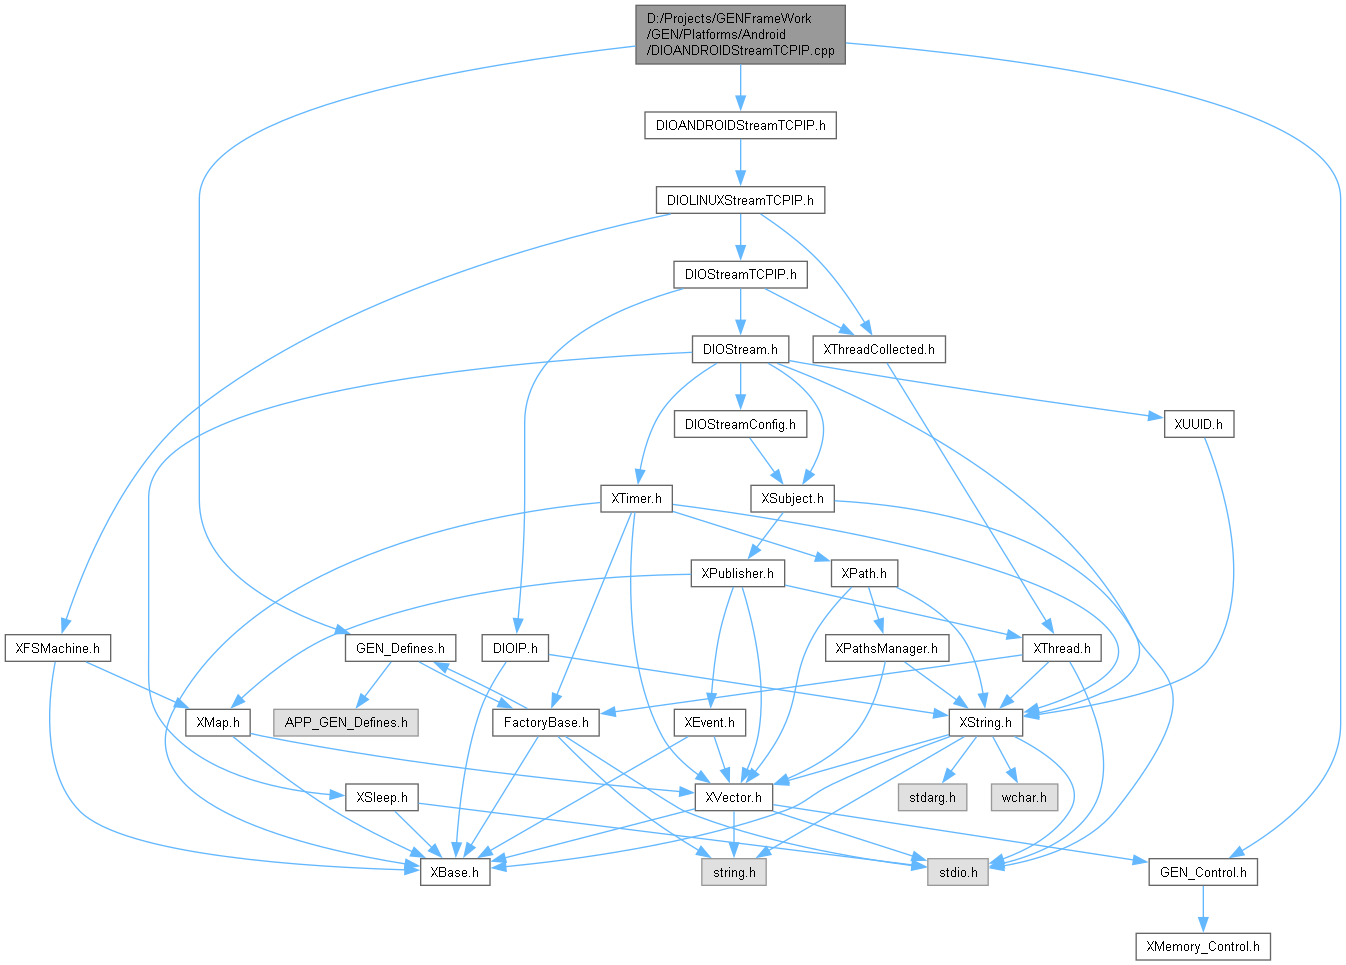 D:/Projects/GENFrameWork
/GEN/Platforms/Android
/DIOANDROIDStreamTCPIP.cpp
DIOANDROIDStreamTCPIP.h
DIOLINUXStreamTCPIP.h
DIOStreamTCPIP.h
DIOStream.h
XThreadCollected.h
DIOStreamConfig.h
XUUID.h
XTimer.h
XSubject.h
XPublisher.h
XPath.h
XFSMachine.h
GEN_Defines.h
DIOIP.h
XPathsManager.h
XThread.h
XMap.h
APP_GEN_Defines.h
FactoryBase.h
XEvent.h
XString.h
XSleep.h
XVector.h
stdarg.h
wchar.h
XBase.h
string.h
stdio.h
GEN_Control.h
XMemory_Control.h